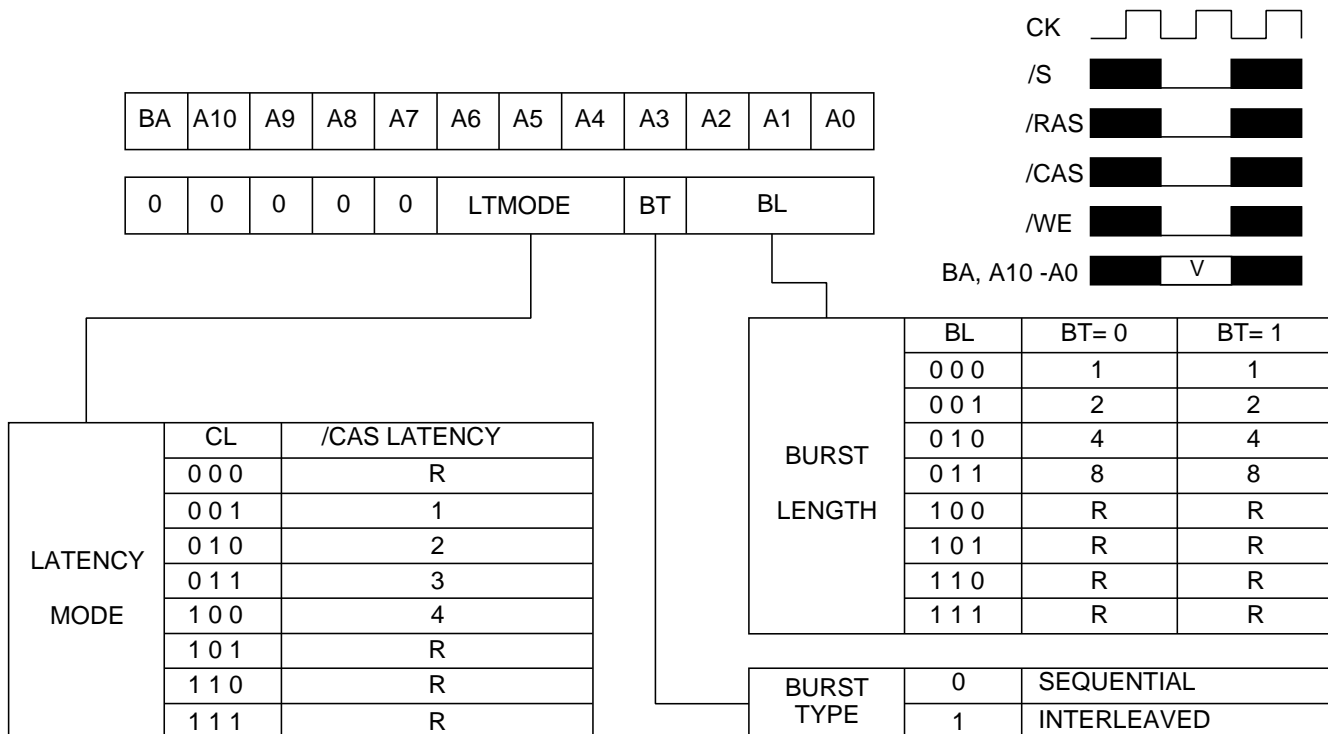 CK
/S
/RAS
/CAS
/WE
BA, A10 -A0 V
BA A10 A9 A8 A7 A6 A5 A4 A3 A2 A1 A0
0 0 0 0 0 LTMODE BT BL
LATENCY
MODE
CL /CAS LATENCY
0 0 0 R
0 0 1 1
0 1 0 2
0 1 1 3
1 0 0 4
1 0 1 R
1 1 0 R
1 1 1 R
BURST
LENGTH
BL BT= 0 BT= 1
0 0 0 1 1
0 0 1 2 2
0 1 0 4 4
0 1 1 8 8
1 0 0 R R
1 0 1 R R
1 1 0 R R
1 1 1 R R
BURST
TYPE
0 SEQUENTIAL
1 INTERLEAVED